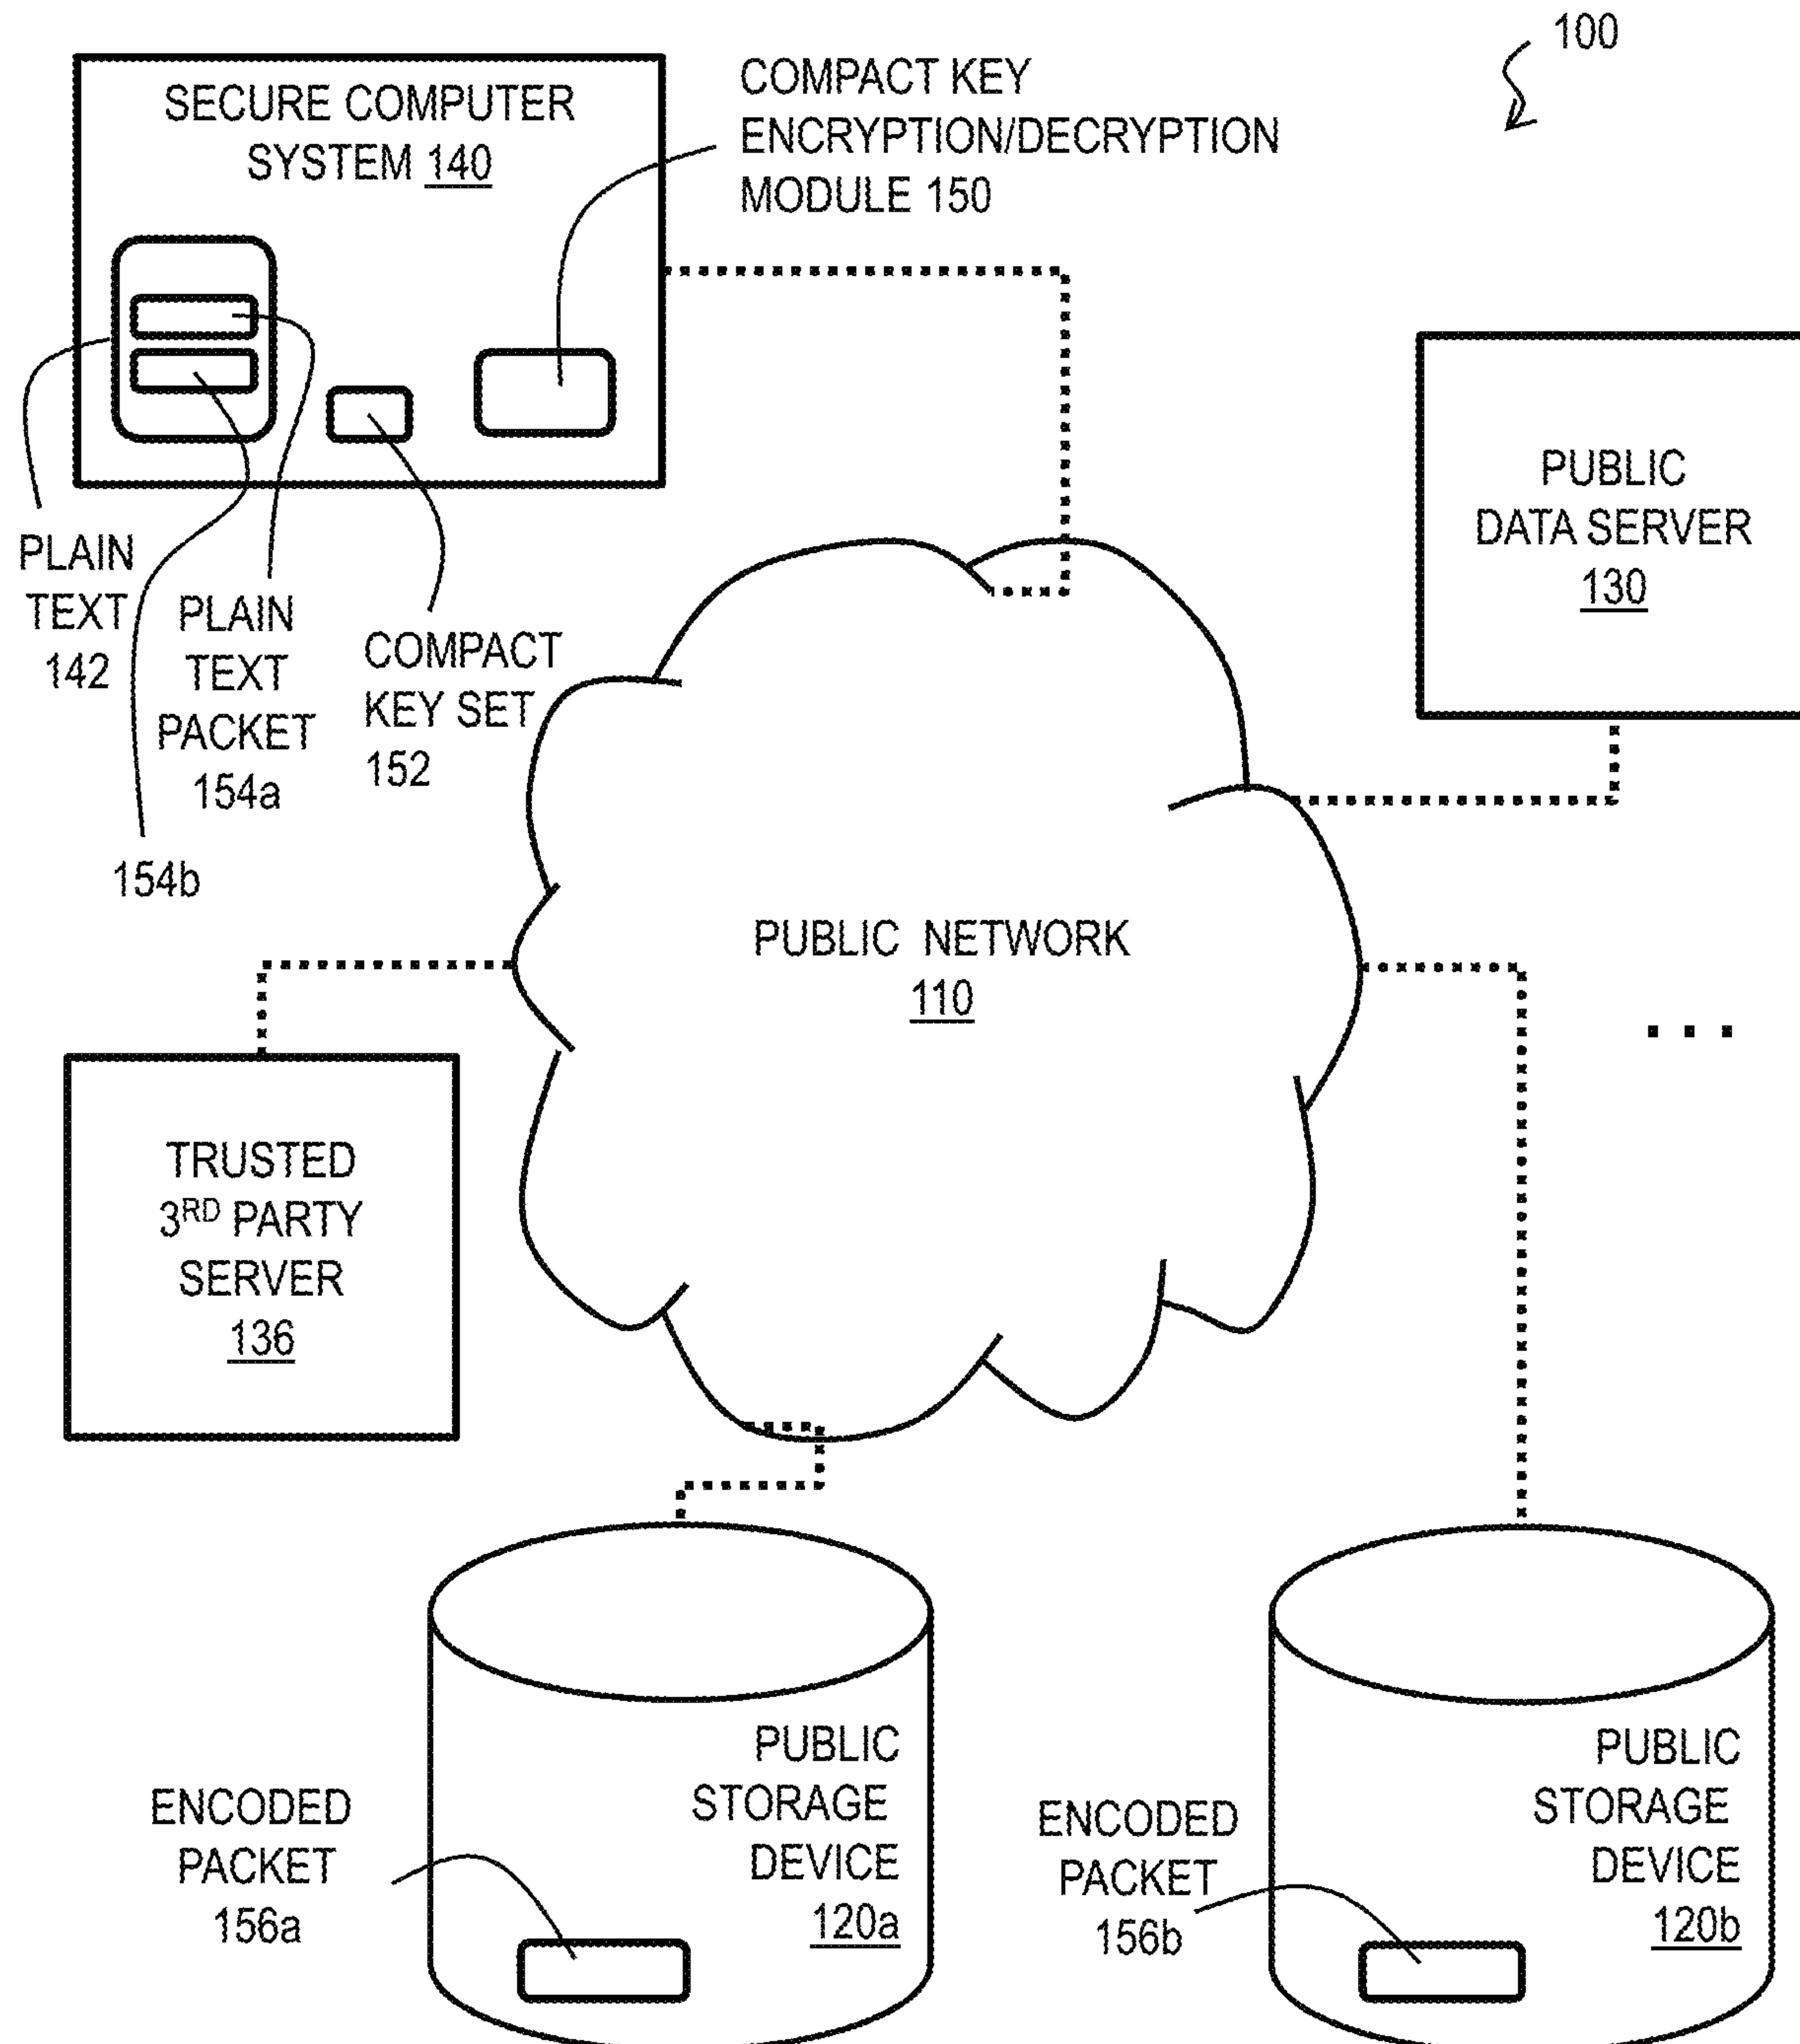 100
SECURE COMPUTER
SYSTEM 140
COMPACT KEY
ENCRYPTION/DECRYPTION
MODULE 150
PLAIN
TEXT
142
PLAIN
TEXT
PACKET
154a
154b
COMPACT
KEY SET
152
PUBLIC
DATA SERVER
130
PUBLIC NETWORK
110
. . .
TRUSTED
3RD PARTY
SERVER
136
PUBLIC
STORAGE
DEVICE
120a
ENCODED
PACKET
156a
PUBLIC
STORAGE
DEVICE
120b
ENCODED
PACKET
156b